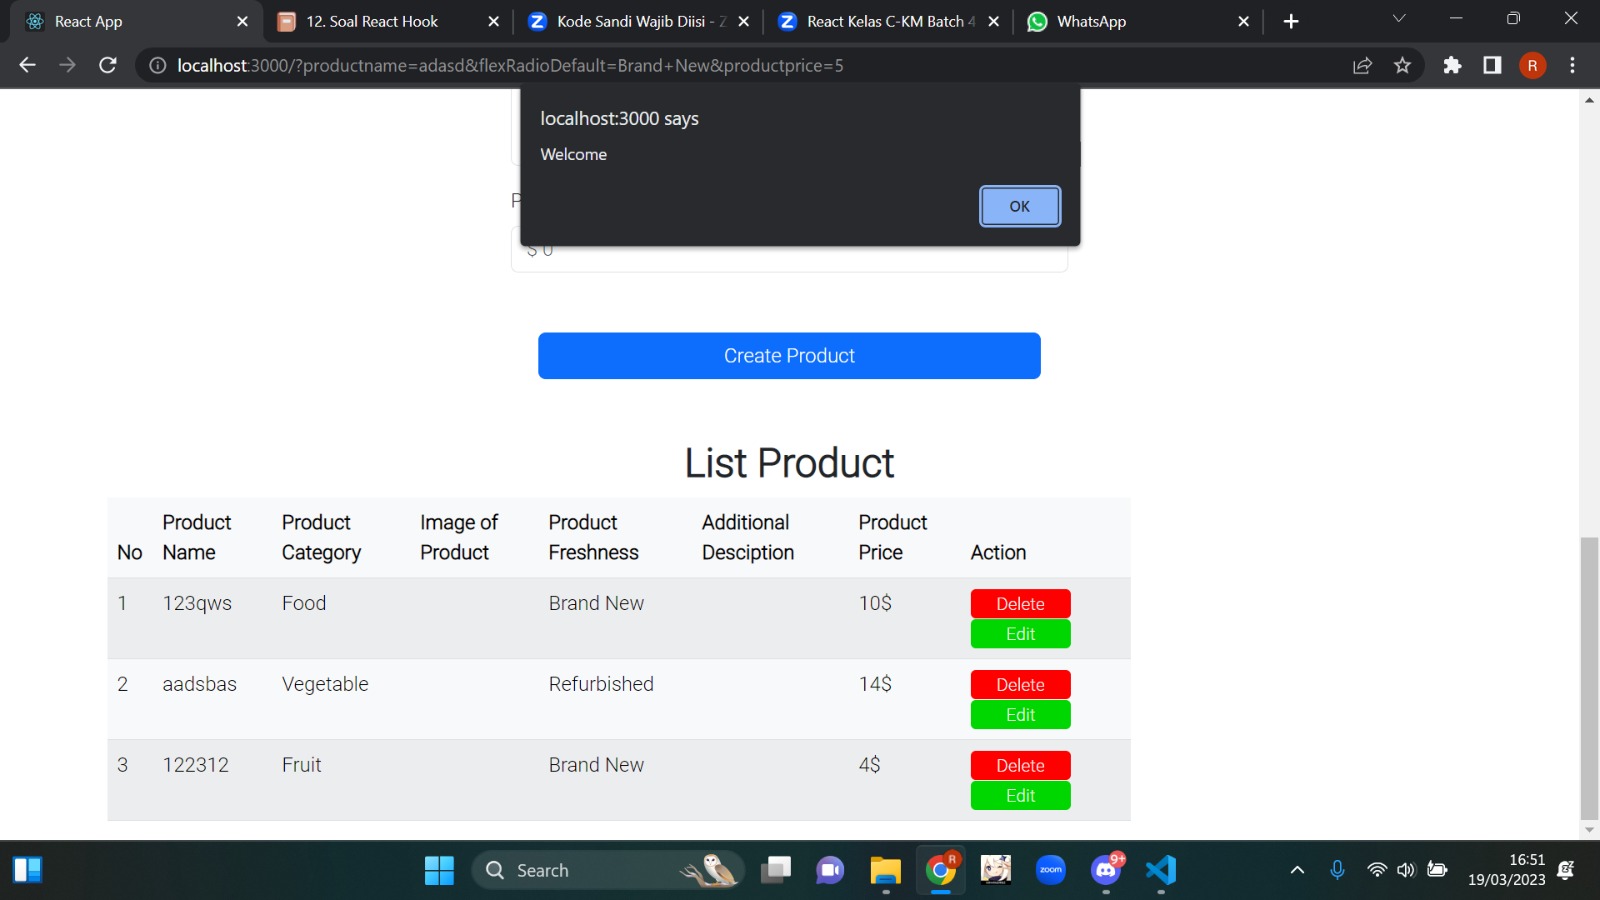 React App
12. Soal React Hook
Kode Sandi Wajib Diisi - Z
React Kelas C-KM Batch 4
WhatsApp
localhost:3000/?productname=adasd&flexRadioDefault=Brand+New&productprice=5
R
localhost:3000 says
Welcome
OK
P
$ 0
Create Product
List Product
No Product Name Product Category Image of Product Product Freshness Additional Desciption Product Price Action
1 123qws Food Brand New 10$ Delete
Edit
2 aadsbas Vegetable Refurbished 14$ Delete
Edit
3 122312 Fruit Brand New 4$ Delete
Edit
Search
R
zoom
9+
16:51
19/03/2023